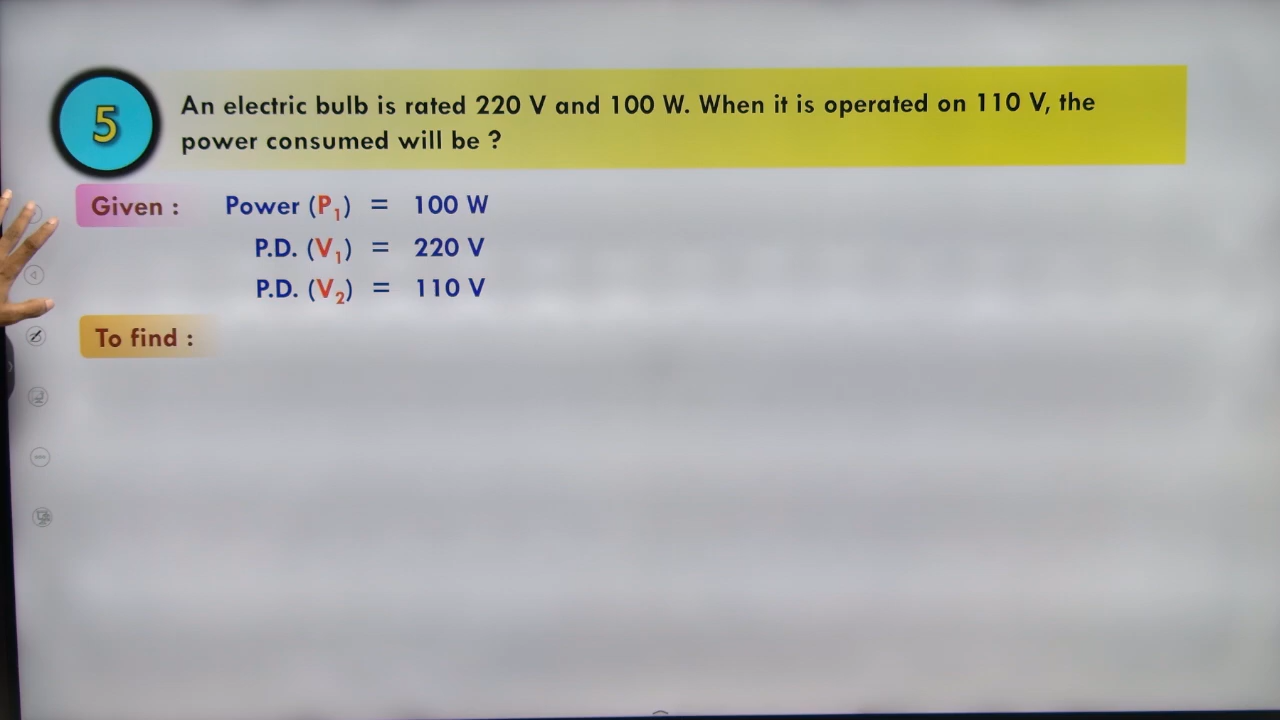 5
An electric bulb is rated 220 V and 100 W. When it is operated on 110 V, the
power consumed will be ?
Given : Power (P₁) = 100 W
P.D. (V₁) = 220 V
P.D. (V₂) = 110 V
To find :